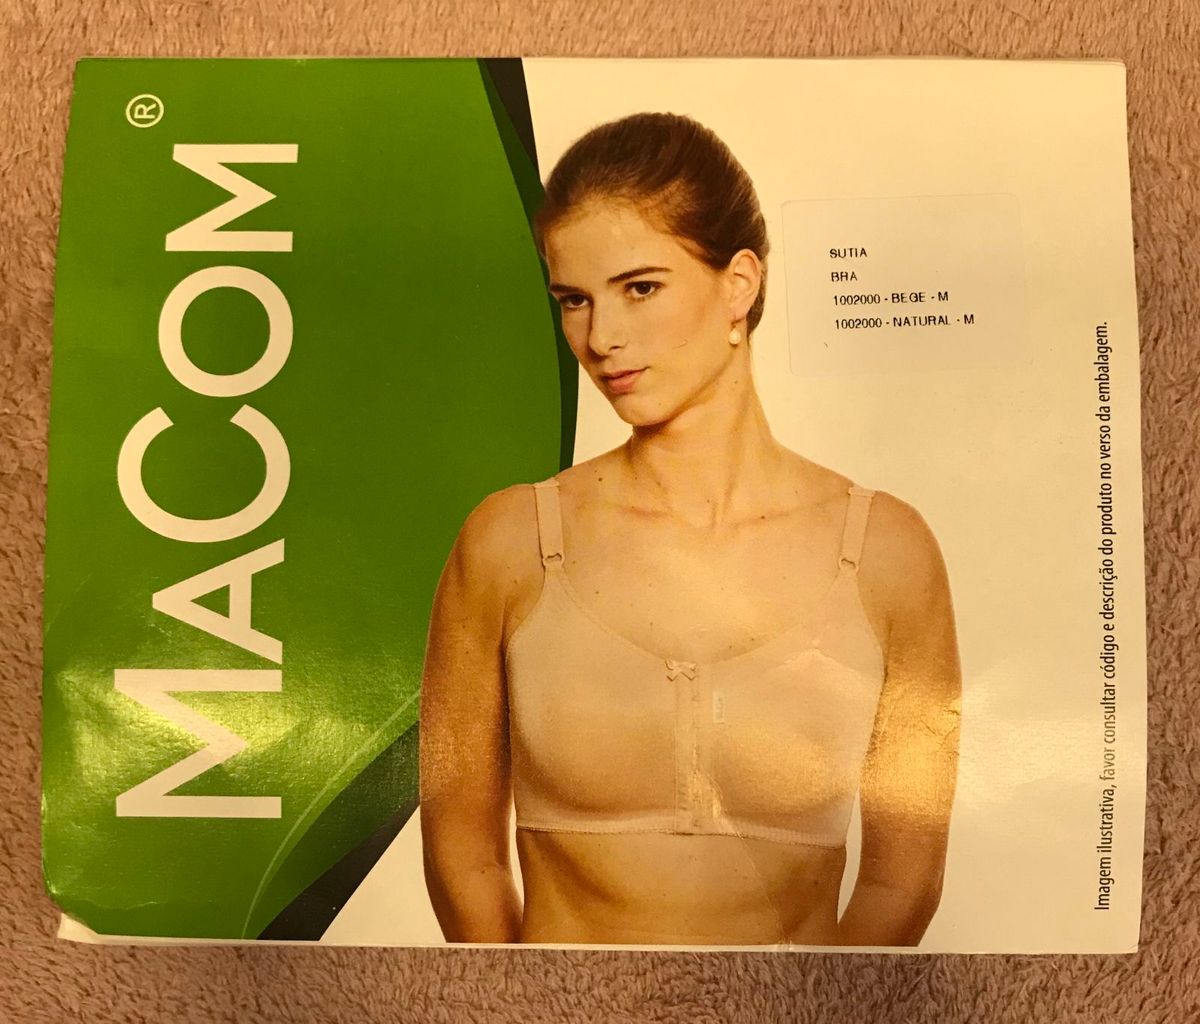 MACOM®
SUTIA
BRA
1002000 - BEGE - M
1002000 - NATURAL - M
Imagem ilustrativa, favor consultar código e descrição do produto no verso da embalagem.